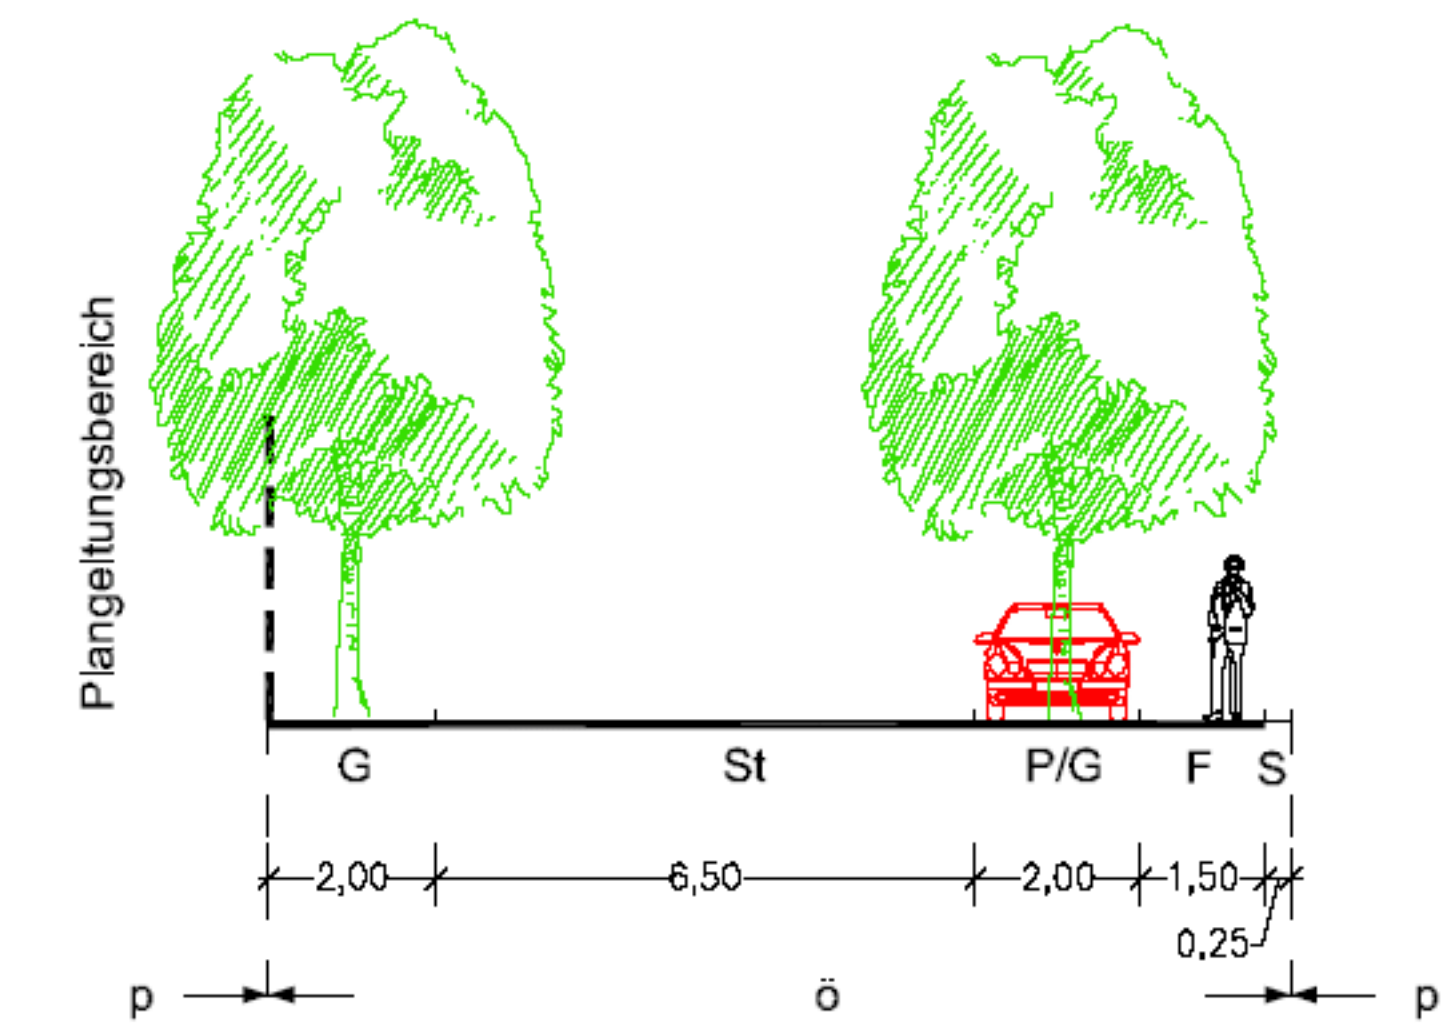 Plangeltungsbereich
G St P/G F S
2,00 6,50 2,00 1,50
0,25
p ö p